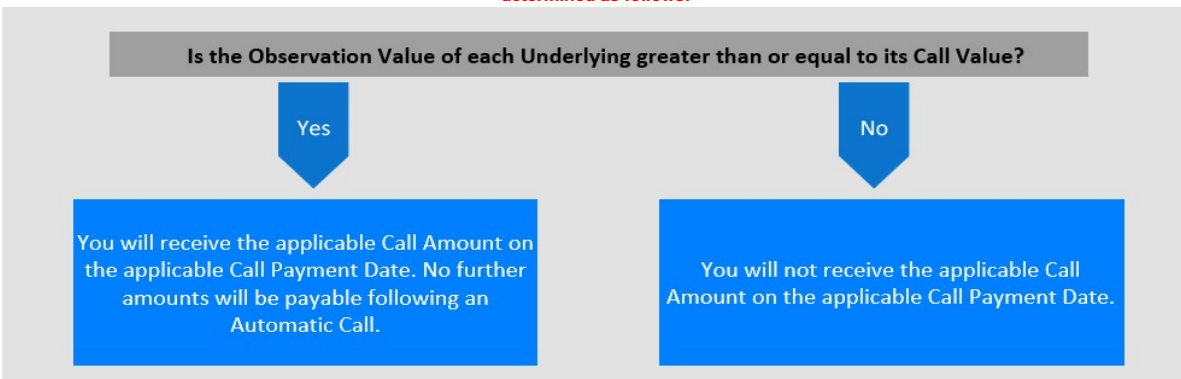 Is the Observation Value of each Underlying greater than or equal to its Call Value?
Yes
No
You will receive the applicable Call Amount on
the applicable Call Payment Date. No further
amounts will be payable following an
Automatic Call.
You will not receive the applicable Call
Amount on the applicable Call Payment Date.